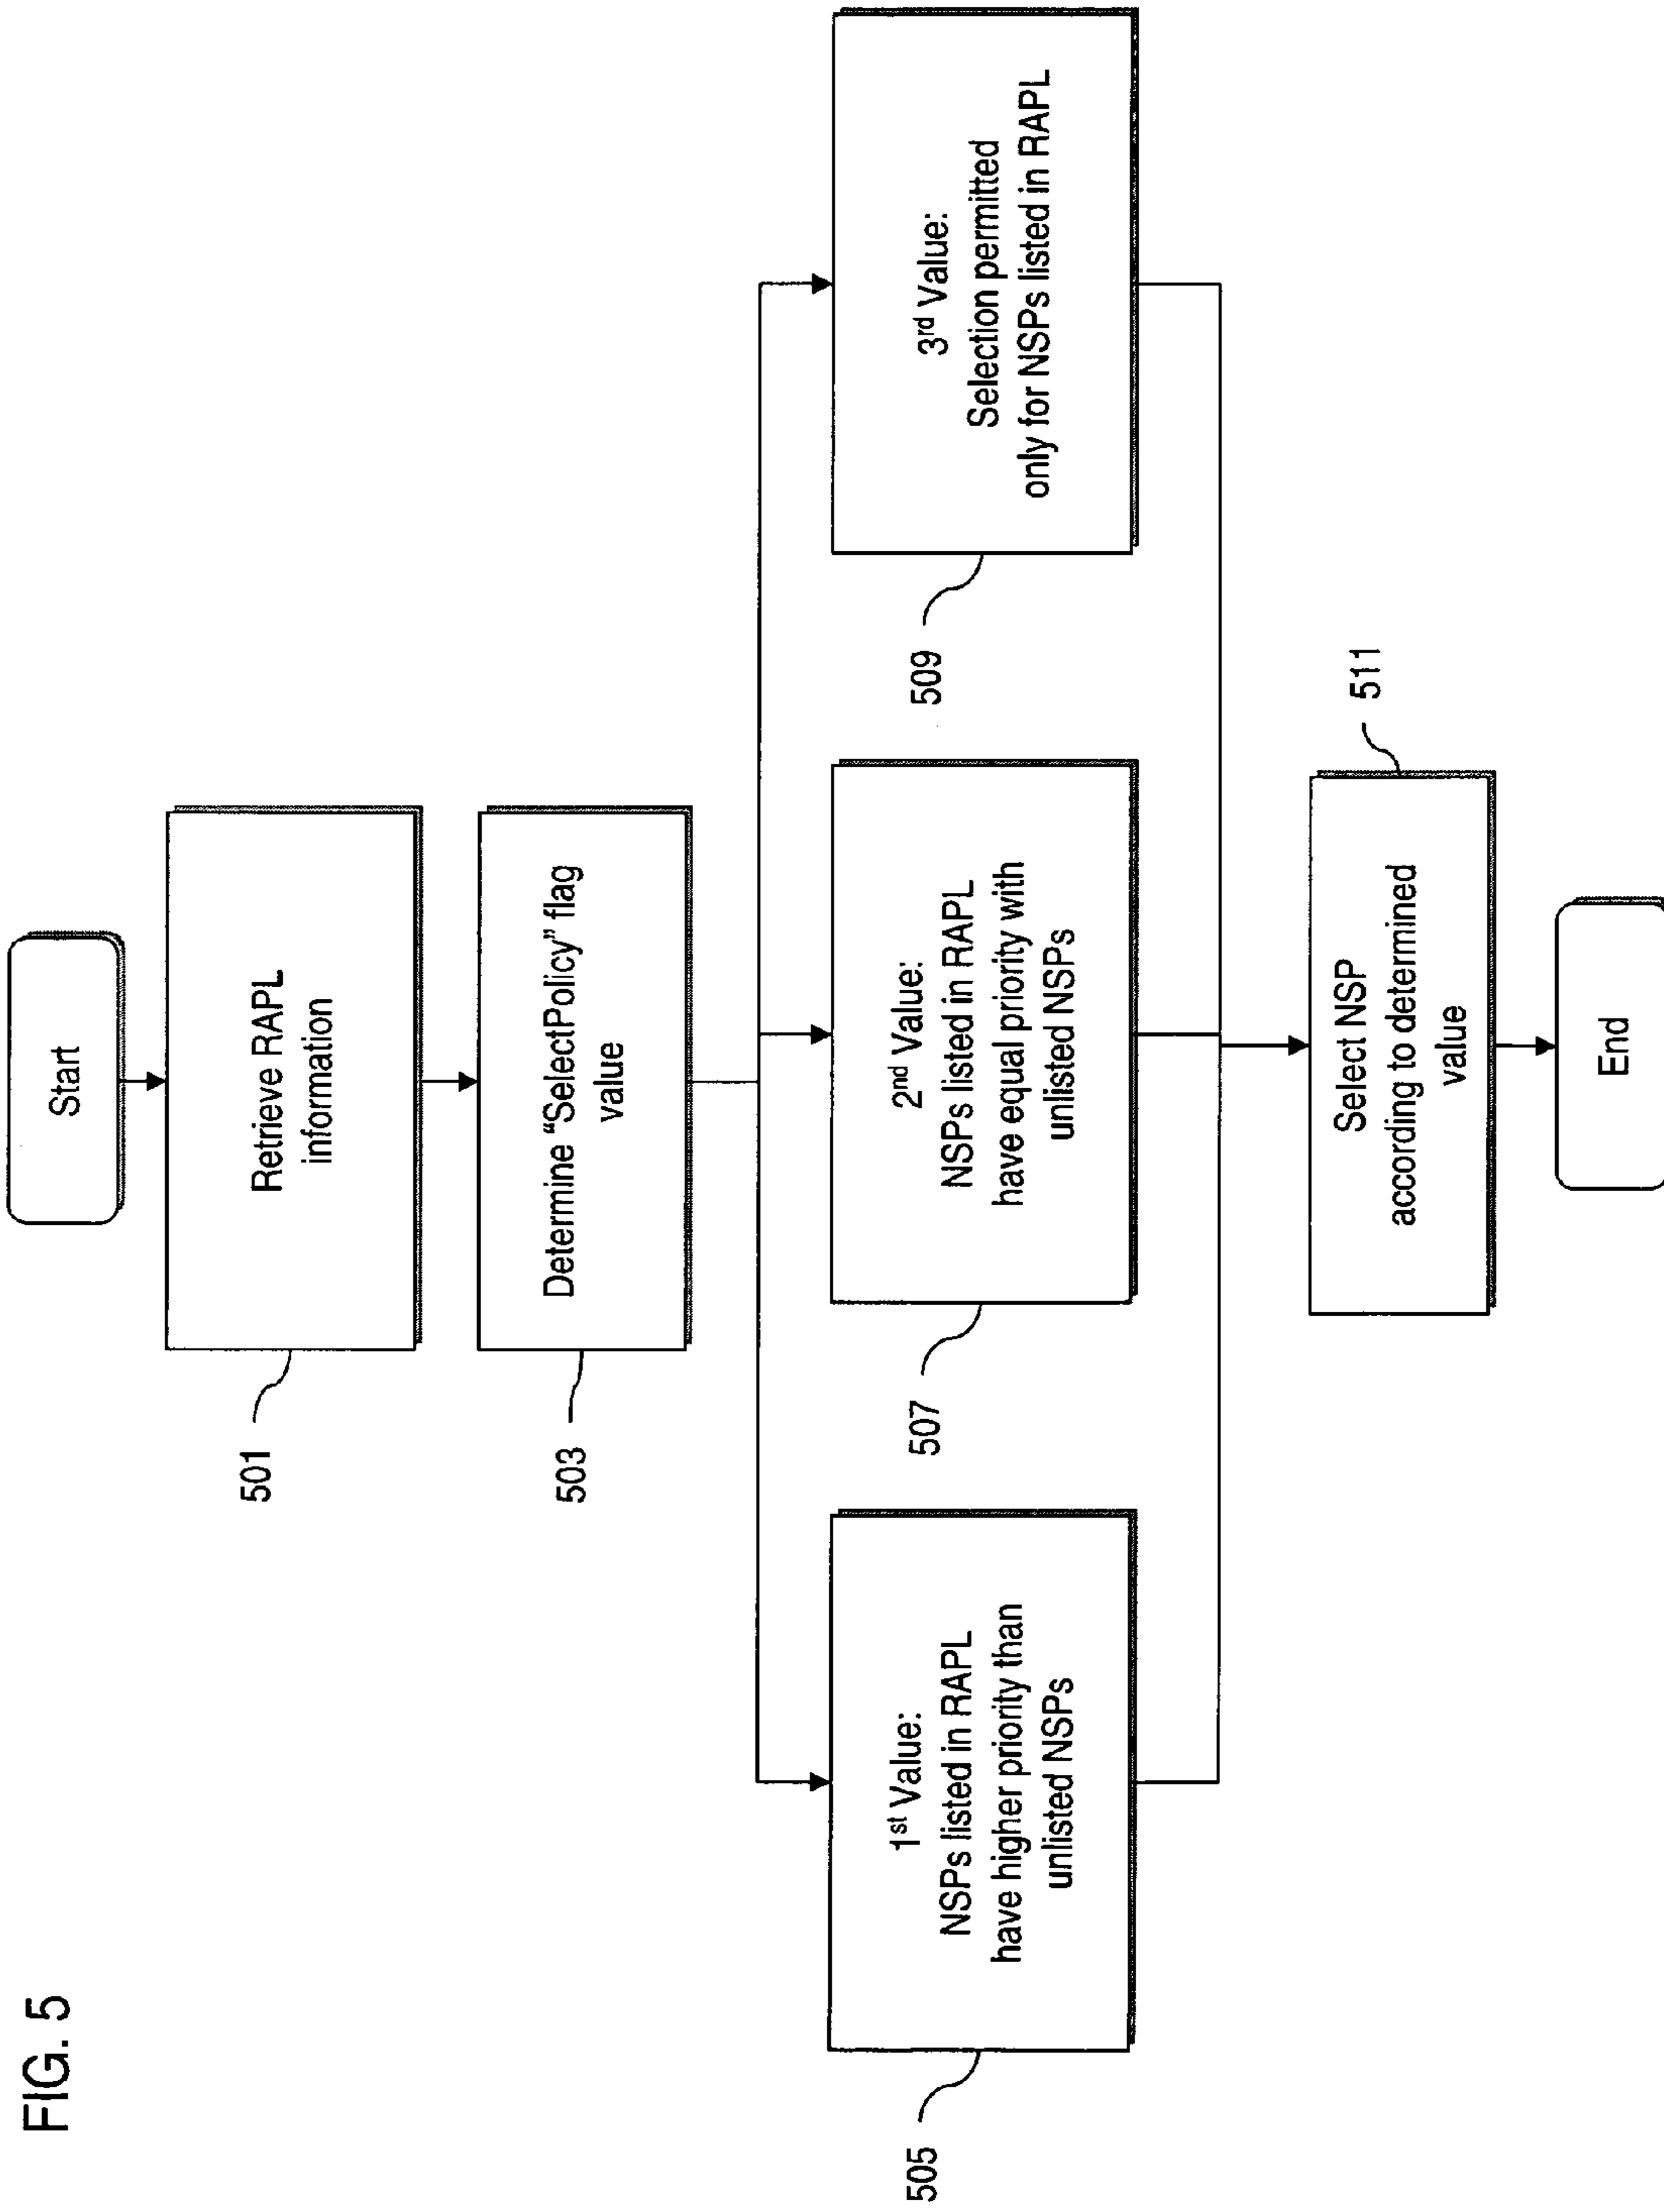 FIG. 5
Start
Retrieve RAPL
information
501
Determine “SelectPolicy” flag
value
503
1st Value:
NSPs listed in RAPL
have higher priority than
unlisted NSPs
505
2nd Value:
NSPs listed in RAPL
have equal priority with
unlisted NSPs
507
3rd Value:
Selection permitted
only for NSPs listed in RAPL
509
Select NSP
according to determined
value
511
End